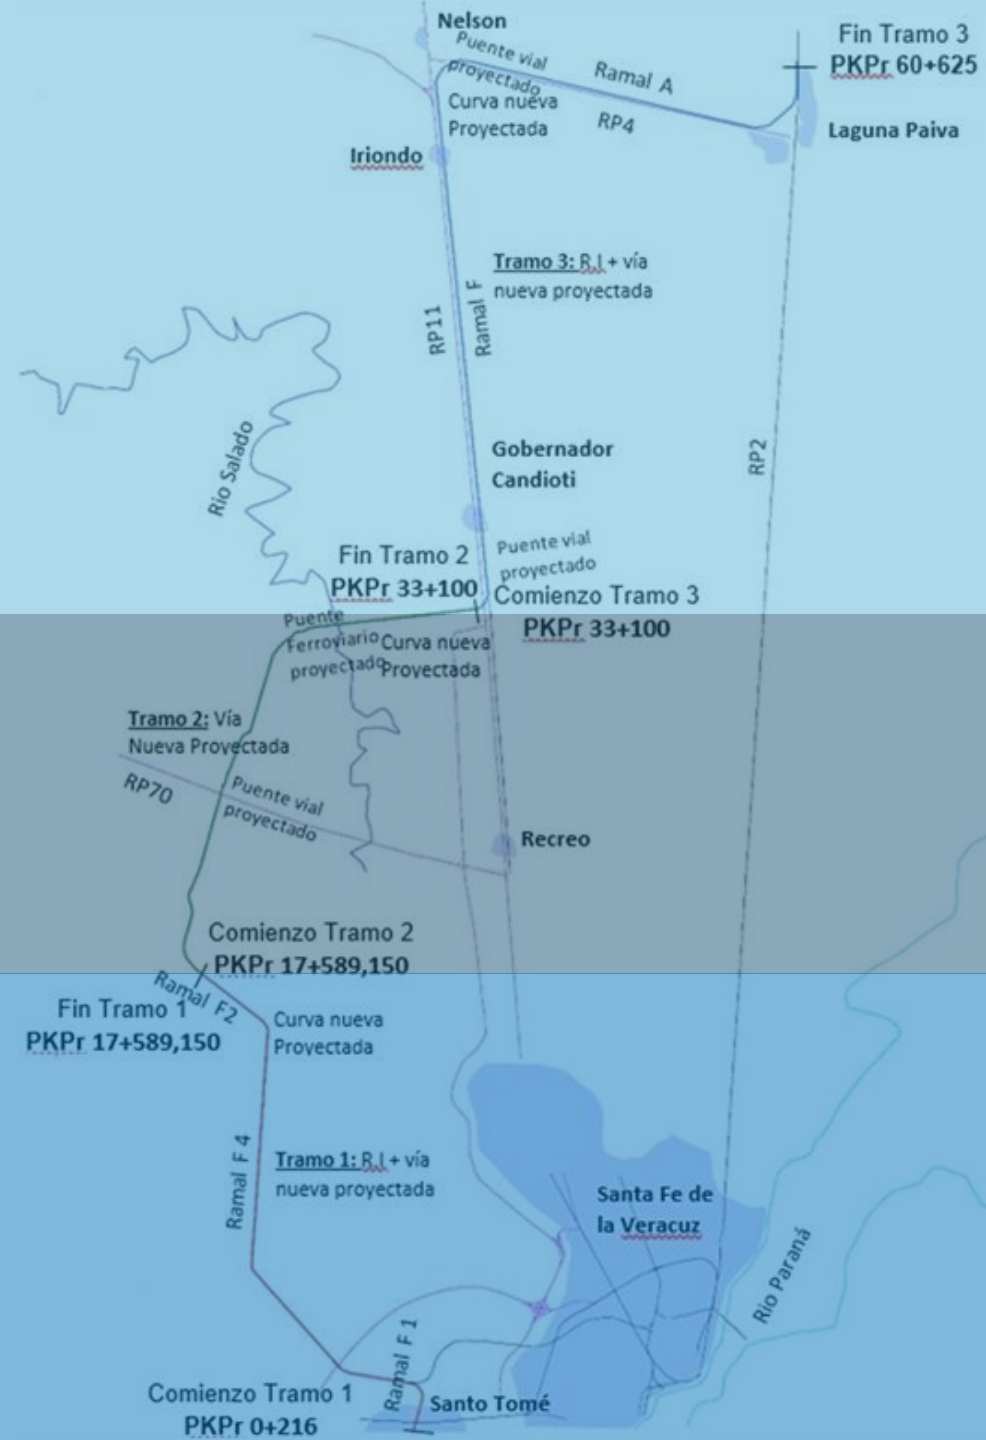 Nelson
Fin Tramo 3
PKPr 60+625
Puente vial
proyectado
Ramal A
Curva nueva
Proyectada
RP4
Laguna Paiva
Iriondo
Tramo 3: R.I + vía
nueva proyectada
RP11
Ramal F
Rio Salado
Gobernador
Candioti
RP2
Puente vial
proyectado
Fin Tramo 2
PKPr 33+100
Comienzo Tramo 3
PKPr 33+100
Puente
Ferroviario
proyectado
Curva nueva
Proyectada
Tramo 2: Vía
Nueva Proyectada
RP70
Puente vial
proyectado
Recreo
Comienzo Tramo 2
PKPr 17+589,150
Ramal F2
Fin Tramo 1
PKPr 17+589,150
Curva nueva
Proyectada
Ramal F 4
Tramo 1: R.I + vía
nueva proyectada
Santa Fe de
la Veracuz
Rio Paraná
Ramal F 1
Comienzo Tramo 1
PKPr 0+216
Santo Tomé